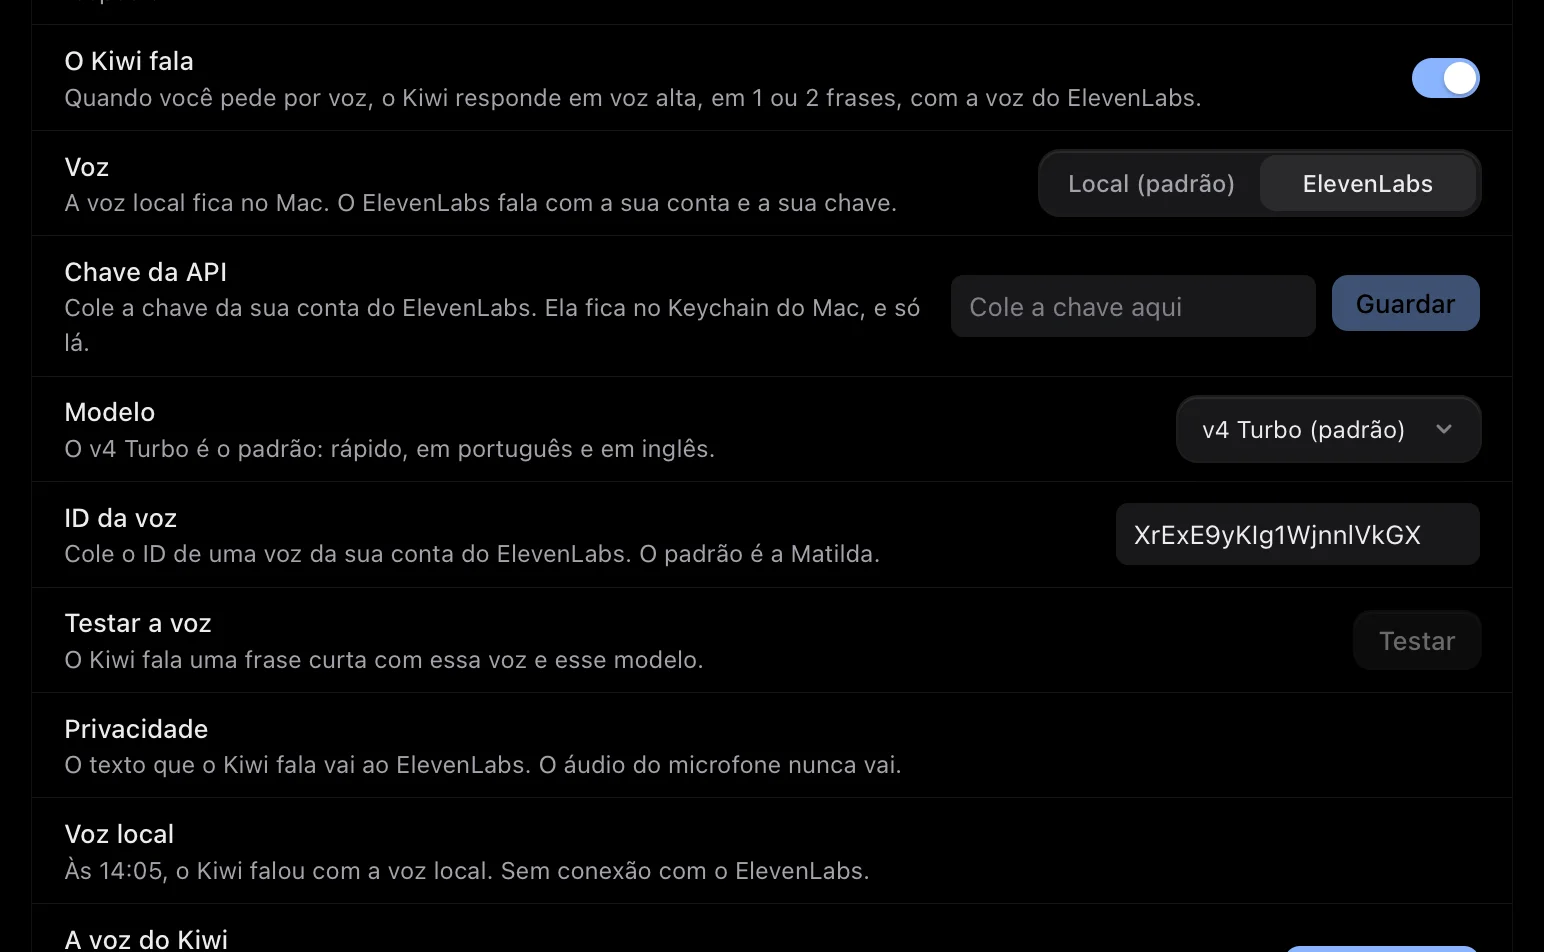 O Kiwi fala
Quando você pede por voz, o Kiwi responde em voz alta, em 1 ou 2 frases, com a voz do ElevenLabs.
Voz
A voz local fica no Mac. O ElevenLabs fala com a sua conta e a sua chave.
Local (padrão)
ElevenLabs
Chave da API
Cole a chave da sua conta do ElevenLabs. Ela fica no Keychain do Mac, e só
lá.
Cole a chave aqui
Guardar
Modelo
O v4 Turbo é o padrão: rápido, em português e em inglês.
v4 Turbo (padrão)
ID da voz
Cole o ID de uma voz da sua conta do ElevenLabs. O padrão é a Matilda.
XrExE9yKIg1WjnnlVkGX
Testar a voz
O Kiwi fala uma frase curta com essa voz e esse modelo.
Testar
Privacidade
O texto que o Kiwi fala vai ao ElevenLabs. O áudio do microfone nunca vai.
Voz local
Às 14:05, o Kiwi falou com a voz local. Sem conexão com o ElevenLabs.
A voz do Kiwi